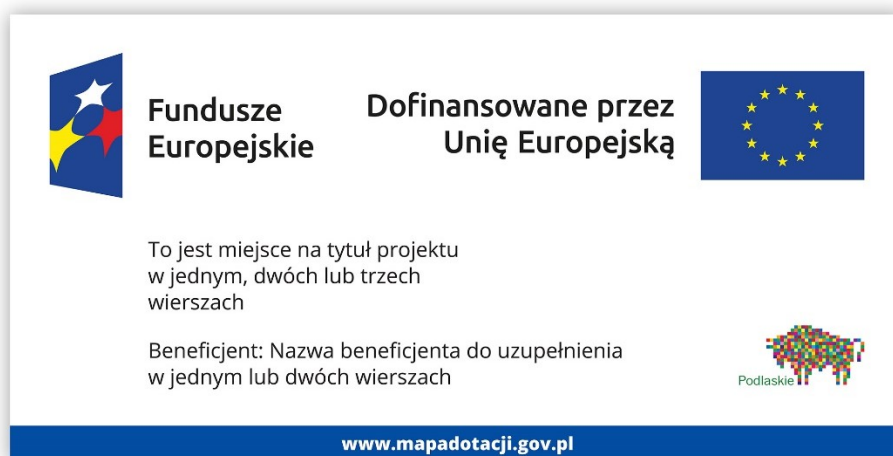 Fundusze
Europejskie
Dofinansowane przez
Unię Europejską
To jest miejsce na tytuł projektu
w jednym, dwóch lub trzech
wierszach
Beneficjent: Nazwa beneficjenta do uzupełnienia
w jednym lub dwóch wierszach
Podlaskie
www.mapadotacji.gov.pl